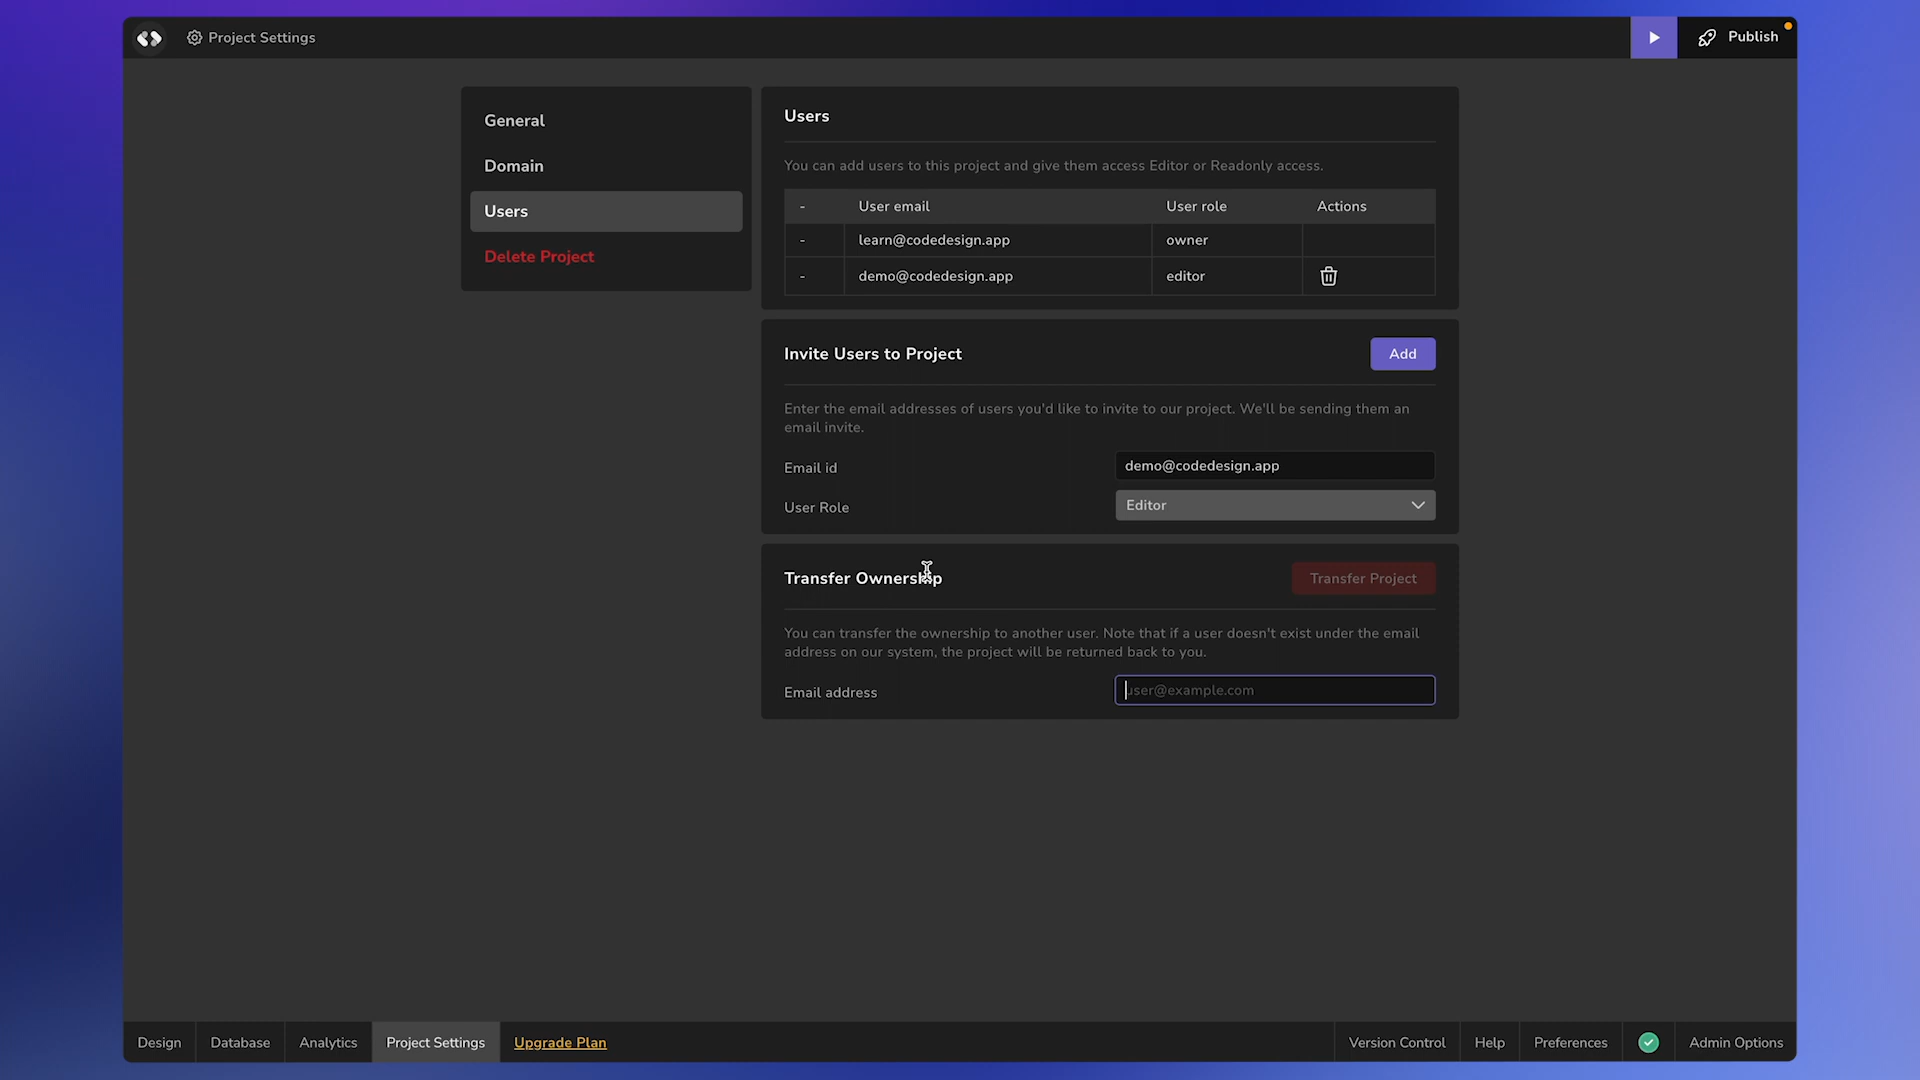 Project Settings
Publish
General
Domain
Users
Delete Project
Users
You can add users to this project and give them access Editor or Readonly access.
- User email User role Actions
- learn@codedesign.app owner
- demo@codedesign.app editor
Invite Users to Project
Add
Enter the email addresses of users you'd like to invite to our project. We'll be sending them an
email invite.
Email id demo@codedesign.app
User Role Editor
Transfer Ownership
Transfer Project
You can transfer the ownership to another user. Note that if a user doesn't exist under the email
address on our system, the project will be returned back to you.
Email address user@example.com
Design Database Analytics Project Settings Upgrade Plan Version Control Help Preferences Admin Options